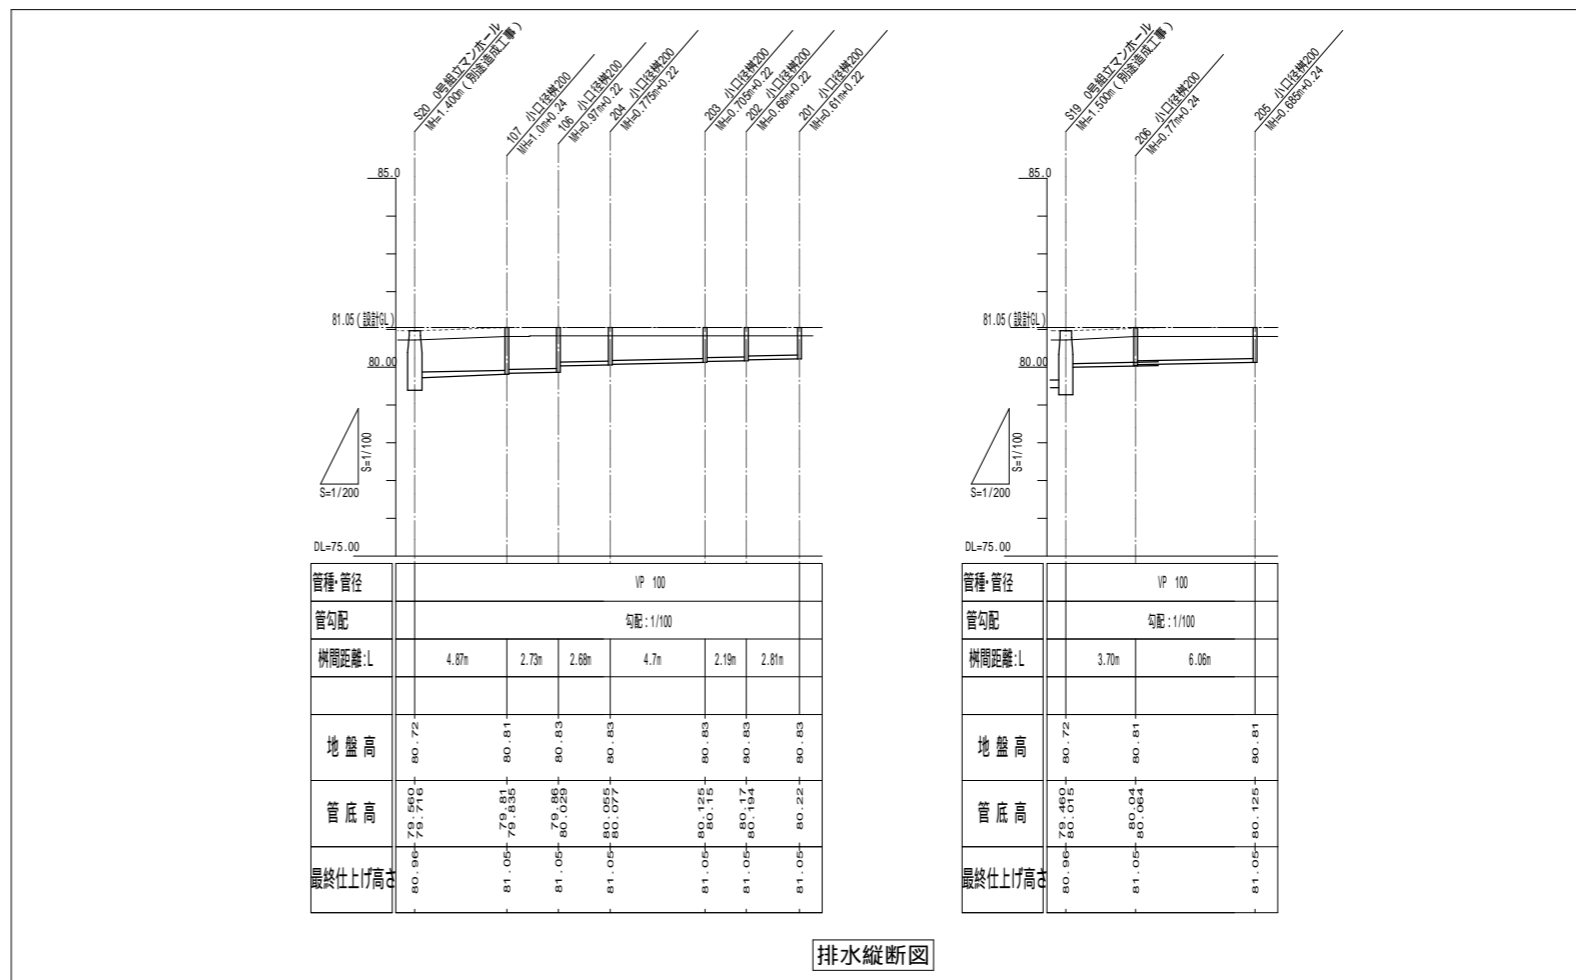 S20 0号組立マンホール
MH=1.400m(別途造成工事)
107 小口径桝200
MH=1.0m+0.24
106 小口径桝200
MH=0.97m+0.22
204 小口径桝200
MH=0.775m+0.22
203 小口径桝200
MH=0.705m+0.22
202 小口径桝200
MH=0.66m+0.22
201 小口径桝200
MH=0.61m+0.22
85.0
81.05(設計GL)
80.00
S=1/100
S=1/200
DL=75.00
管種・管径 VP 100
管勾配 勾配:1/100
桝間距離:L 4.87m 2.73m 2.68m 4.7m 2.19m 2.81m
地盤高 80.72 80.81 80.83 80.83 80.83 80.83 80.83
管底高 79.560 79.716 79.81 79.835 79.86 80.029 80.055 80.077 80.125 80.15 80.17 80.194 80.22
最終仕上げ高さ 80.96 81.05 81.05 81.05 81.05 81.05 81.05
S19 0号組立マンホール
MH=1.500m(別途造成工事)
206 小口径桝200
MH=0.77m+0.24
205 小口径桝200
MH=0.685m+0.24
85.0
81.05(設計GL)
80.00
S=1/100
S=1/200
DL=75.00
管種・管径 VP 100
管勾配 勾配:1/100
桝間距離:L 3.70m 6.06m
地盤高 80.72 80.81 80.81
管底高 79.460 80.015 80.04 80.064 80.125
最終仕上げ高さ 80.96 81.05 81.05
排水縦断図